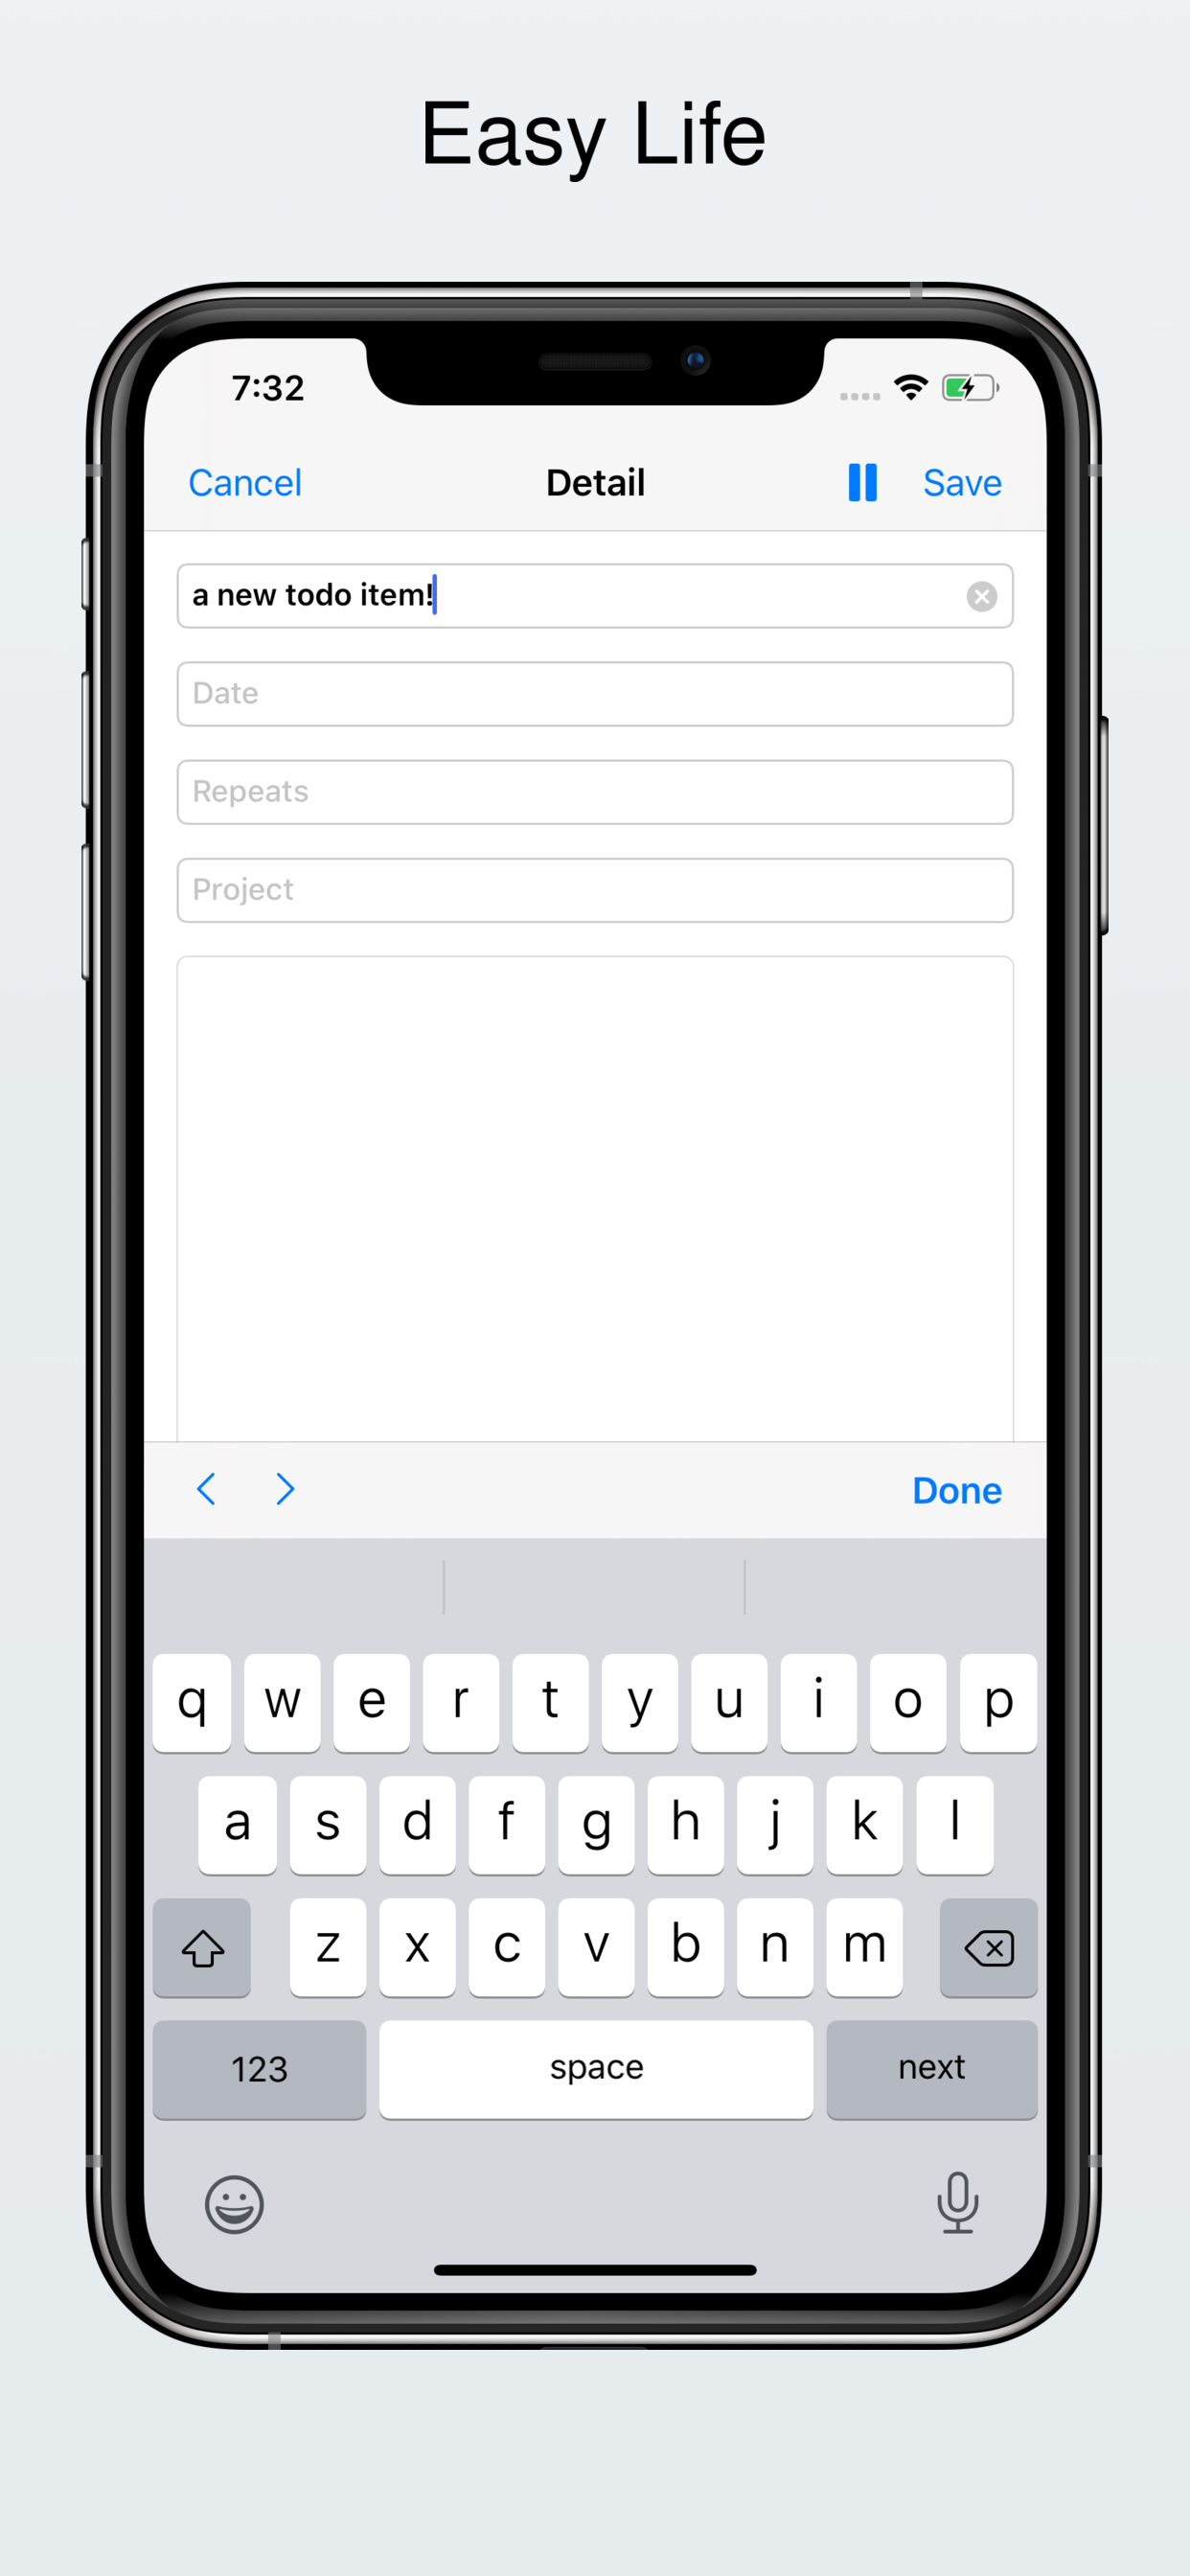 Easy Life
7:32
Cancel Detail Save
a new todo item!
Date
Repeats
Project
Done
q w e r t y u i o p
a s d f g h j k l
z x c v b n m
123 space next